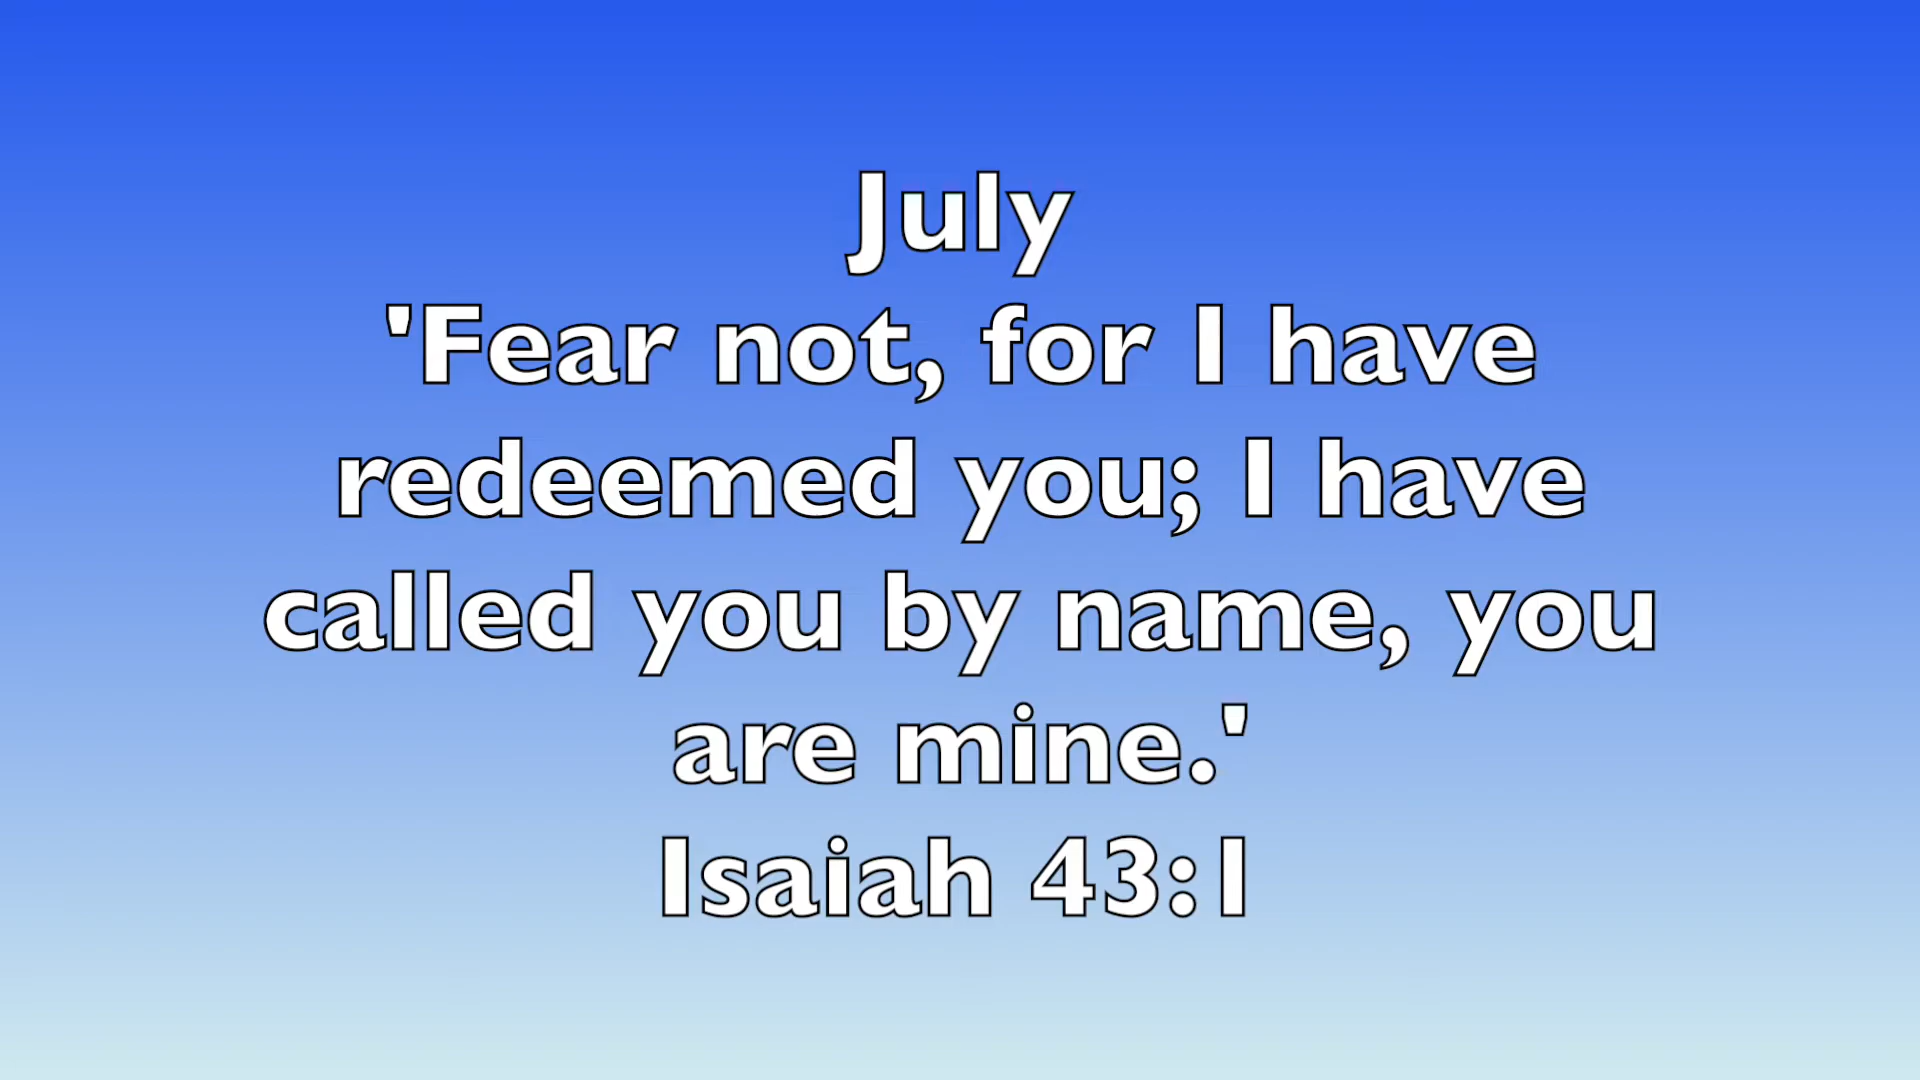 July
'Fear not, for I have
redeemed you; I have
called you by name, you
are mine.'
Isaiah 43:1